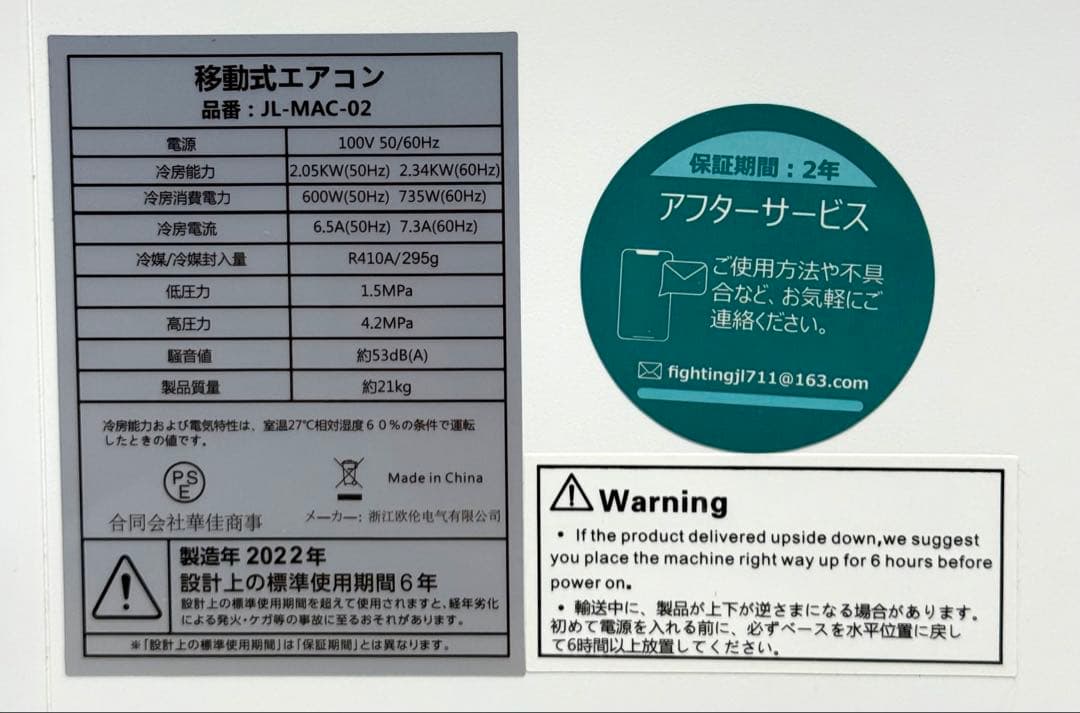 移動式エアコン
品番：JL-MAC-02
電源 100V 50/60Hz
冷房能力 2.05KW(50Hz) 2.34KW(60Hz)
冷房消費電力 600W(50Hz) 735W(60Hz)
冷房電流 6.5A(50Hz) 7.3A(60Hz)
冷媒/冷媒封入量 R410A/295g
低圧力 1.5MPa
高圧力 4.2MPa
騒音値 約53dB(A)
製品質量 約21kg
冷房能力および電気特性は、室温27℃相対湿度６０％の条件で運転
したときの値です。
PS
E
Made in China
合同会社華佳商事
メーカー: 浙江欧伦电气有限公司
製造年 2022年
設計上の標準使用期間６年
設計上の標準使用期間を超えて使用されますと、経年劣化
による発火・ケガ等の事故に至るおそれがあります。
※「設計上の標準使用期間」は「保証期間」とは異なります。
保証期間：2年
アフターサービス
ご使用方法や不具
合など、お気軽にご
連絡ください。
fightingjl711@163.com
Warning
• If the product delivered upside down,we suggest
you place the machine right way up for 6 hours before
power on.
• 輸送中に、製品が上下が逆さまになる場合があります。
初めて電源を入れる前に、必ずベースを水平位置に戻し
て6時間以上放置してください。